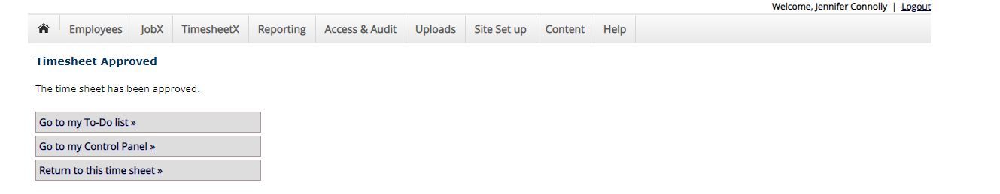 Welcome, Jennifer Connolly | Logout
Employees JobX TimesheetX Reporting Access & Audit Uploads Site Set up Content Help
Timesheet Approved
The time sheet has been approved.
Go to my To-Do list »
Go to my Control Panel »
Return to this time sheet »